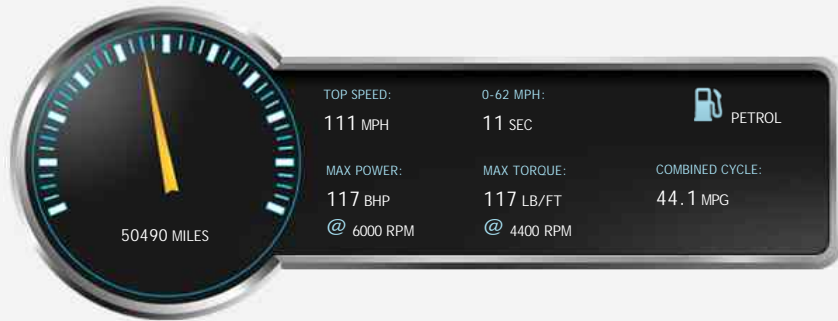 50490 MILES
TOP SPEED:
111 MPH
0-62 MPH:
11 SEC
PETROL
MAX POWER:
117 BHP
@ 6000 RPM
MAX TORQUE:
117 LB/FT
@ 4400 RPM
COMBINED CYCLE:
44.1 MPG